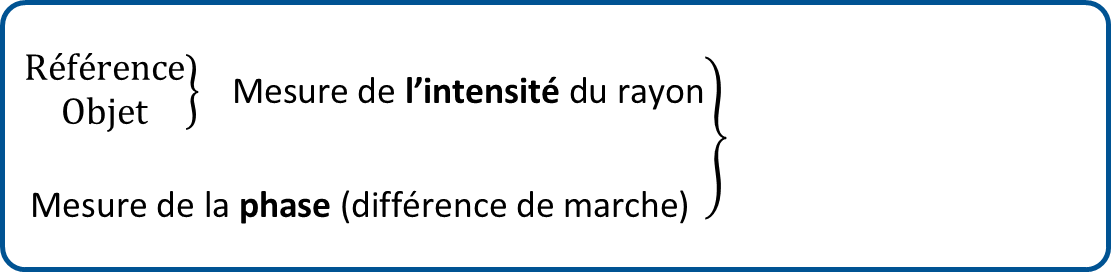 Référence
Objet
Mesure de l’intensité du rayon
Mesure de la phase (différence de marche)